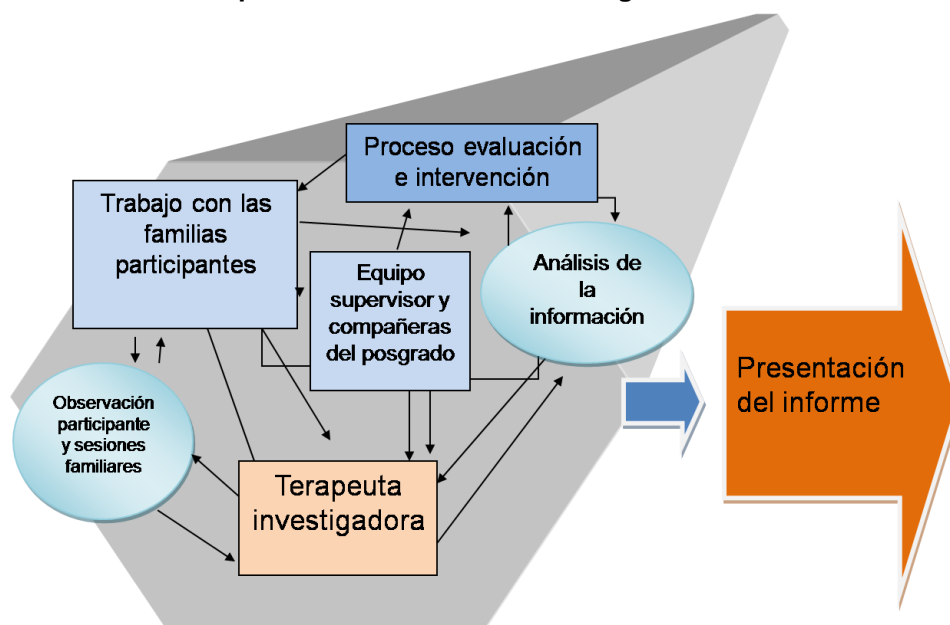 Proceso evaluación
e intervención
Trabajo con las
familias
participantes
Equipo
supervisor y
compañeras
del posgrado
Análisis de
la
información
Presentación
del informe
Observación
participante
y sesiones
familiares
Terapeuta
investigadora